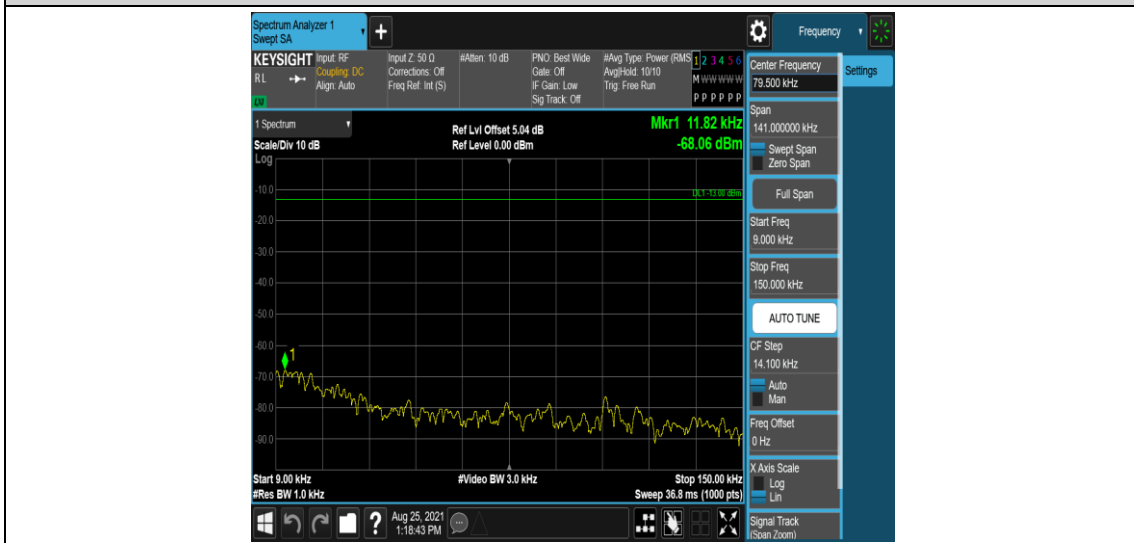 Spectrum Analyzer 1
Swept SA
Frequency
KEYSIGHT
RL
LXI
Input: RF
Coupling: DC
Align: Auto
Input Z: 50 Ω
Corrections: Off
Freq Ref: Int (S)
#Atten: 10 dB
PNO: Best Wide
Gate: Off
IF Gain: Low
Sig Track: Off
#Avg Type: Power (RMS
Avg|Hold: 10/10
Trig: Free Run
1 2 3 4 5 6
M W W W W W
P P P P P P
1 Spectrum
Scale/Div 10 dB
Ref Lvl Offset 5.04 dB
Ref Level 0.00 dBm
Mkr1 11.82 kHz
-68.06 dBm
Log
DL1 -13.00 dBm
-10.0
-20.0
-30.0
-40.0
-50.0
-60.0
1
-70.0
-80.0
-90.0
Start 9.00 kHz
#Res BW 1.0 kHz
#Video BW 3.0 kHz
Stop 150.00 kHz
Sweep 36.8 ms (1000 pts)
Center Frequency
79.500 kHz
Settings
Span
141.000000 kHz
Swept Span
Zero Span
Full Span
Start Freq
9.000 kHz
Stop Freq
150.000 kHz
AUTO TUNE
CF Step
14.100 kHz
Auto
Man
Freq Offset
0 Hz
X Axis Scale
Log
Lin
Signal Track
(Span Zoom)
?
Aug 25, 2021
1:18:43 PM